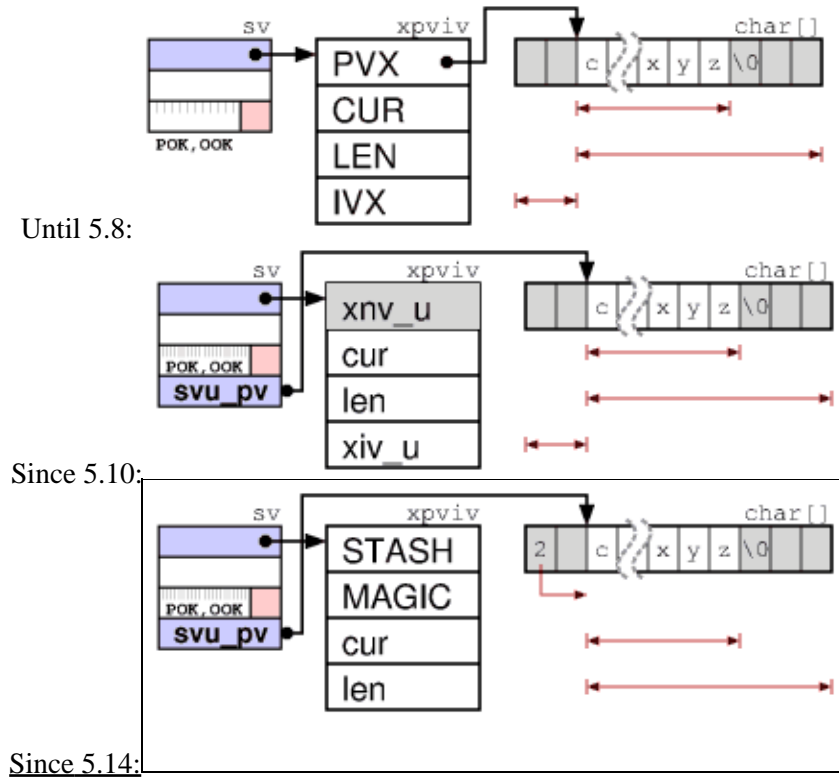 sv xpviv char[]
PVX c x y z \0
CUR
LEN
POK,OOK
IVX
Until 5.8:
sv xpviv char[]
xnv_u c x y z \0
cur
POK,OOK
len
svu_pv
xiv_u
Since 5.10:
sv xpviv char[]
STASH 2 c x y z \0
MAGIC
POK,OOK
svu_pv
cur
len
Since 5.14: